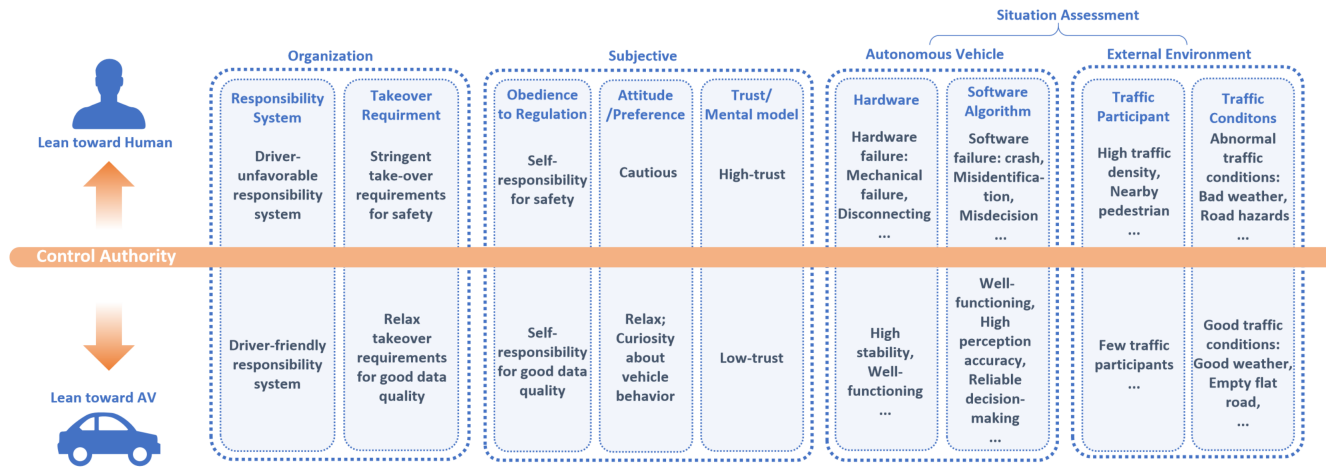 Situation Assessment
Organization
Subjective
Autonomous Vehicle
External Environment
Lean toward Human
Control Authority
Lean toward AV
Responsibility
System
Driver-
unfavorable
responsibility
system
Driver-friendly
responsibility
system
Takeover
Requirment
Stringent
take-over
requirements
for safety
Relax
takeover
requirements
for good data
quality
Obedience
to Regulation
Self-
responsibility
for safety
Self-
responsibility
for good data
quality
Attitude
/Preference
Cautious
Relax;
Curiosity
about
vehicle
behavior
Trust/
Mental model
High-trust
Low-trust
Hardware
Hardware
failure:
Mechanical
failure,
Disconnecting
...
High
stability,
Well-
functioning
...
Software
Algorithm
Software
failure: crash,
Misidentifica-
tion,
Misdecision
...
Well-
functioning,
High
perception
accuracy,
Reliable
decision-
making
...
Traffic
Participant
High traffic
density,
Nearby
pedestrian
...
Few traffic
participants
...
Traffic
Conditons
Abnormal
traffic
conditions:
Bad weather,
Road hazards
...
Good traffic
conditions:
Good weather,
Empty flat
road,
...